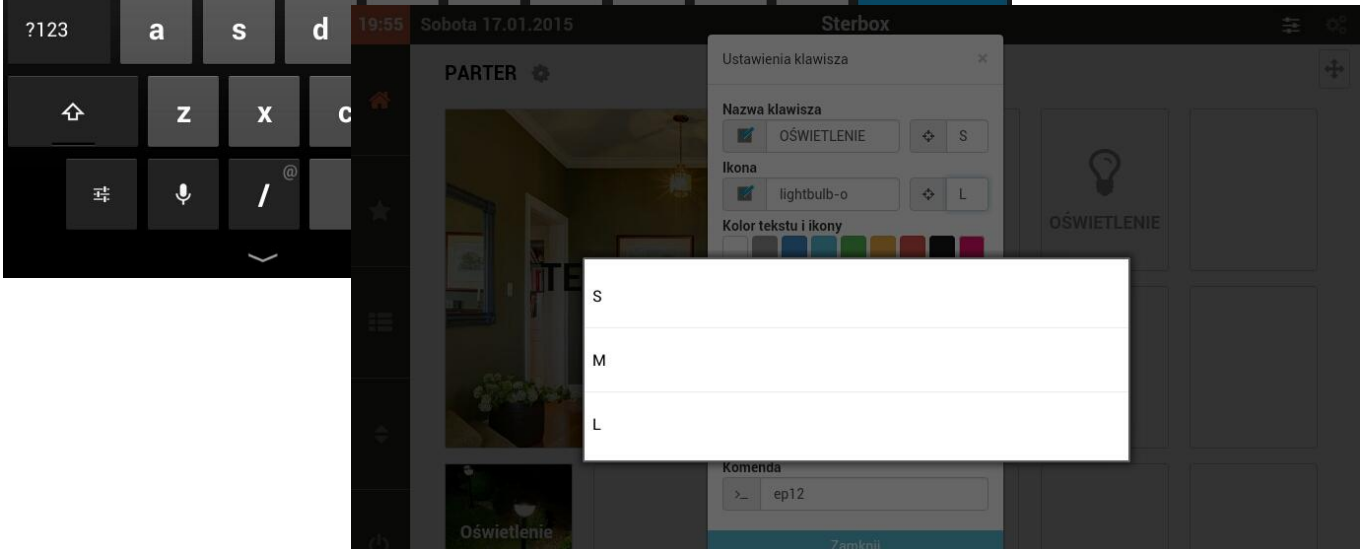 ?123 a s d
z x c
@
/
19:55 Sobota 17.01.2015 Sterbox
Ustawienia klawisza ×
PARTER
Nazwa klawisza
OŚWIETLENIE S
Ikona
lightbulb-o L
Kolor tekstu i ikony
OŚWIETLENIE
TE
S
M
L
Komenda
>_ ep12
Oświetlenie
Zamknij